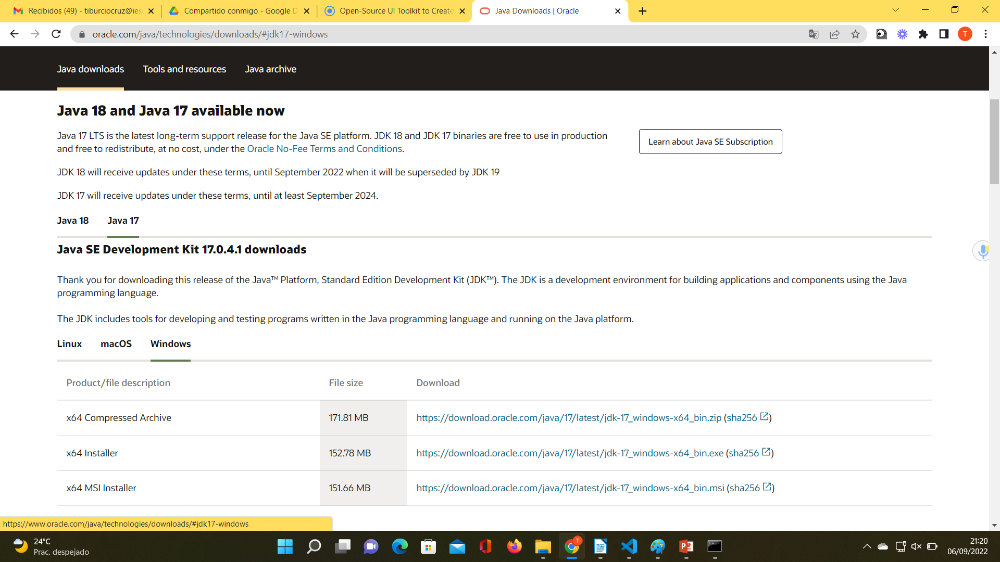 Recibidos (49) - tiburciocruz@ies
Compartido conmigo - Google D
Open-Source UI Toolkit to Create
Java Downloads | Oracle
oracle.com/java/technologies/downloads/#jdk17-windows
T
Java downloads
Tools and resources
Java archive
Java 18 and Java 17 available now
Java 17 LTS is the latest long-term support release for the Java SE platform. JDK 18 and JDK 17 binaries are free to use in production
and free to redistribute, at no cost, under the Oracle No-Fee Terms and Conditions.
Learn about Java SE Subscription
JDK 18 will receive updates under these terms, until September 2022 when it will be superseded by JDK 19
JDK 17 will receive updates under these terms, until at least September 2024.
Java 18
Java 17
Java SE Development Kit 17.0.4.1 downloads
Thank you for downloading this release of the Java™ Platform, Standard Edition Development Kit (JDK™). The JDK is a development environment for building applications and components using the Java
programming language.
The JDK includes tools for developing and testing programs written in the Java programming language and running on the Java platform.
Linux
macOS
Windows
Product/file description
File size
Download
x64 Compressed Archive
171.81 MB
https://download.oracle.com/java/17/latest/jdk-17_windows-x64_bin.zip (sha256)
x64 Installer
152.78 MB
https://download.oracle.com/java/17/latest/jdk-17_windows-x64_bin.exe (sha256)
x64 MSI Installer
151.66 MB
https://download.oracle.com/java/17/latest/jdk-17_windows-x64_bin.msi (sha256)
https://www.oracle.com/java/technologies/downloads/#jdk17-windows
24°C
Prac. despejado
T
21:20
06/09/2022